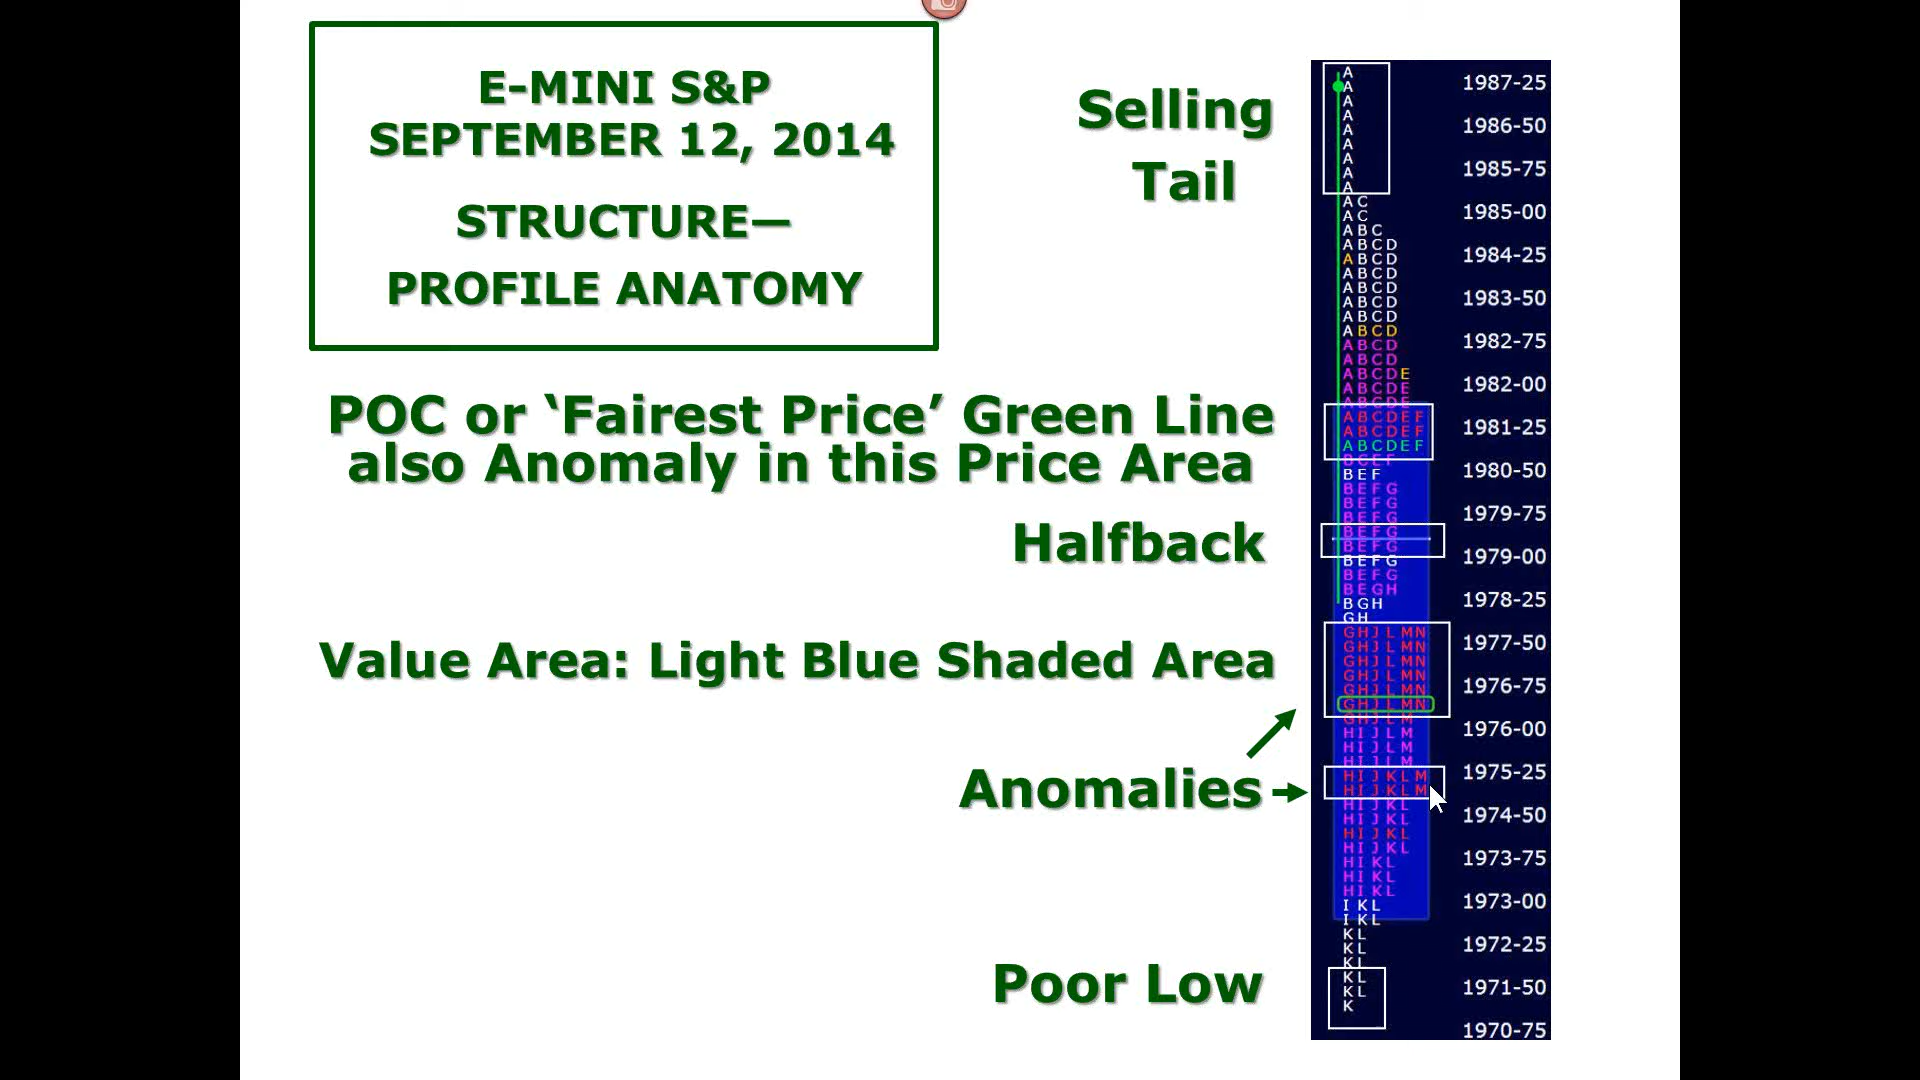 E-MINI S&P
SEPTEMBER 12, 2014
STRUCTURE—
PROFILE ANATOMY
Selling
Tail
POC or ‘Fairest Price’ Green Line
also Anomaly in this Price Area
Halfback
Value Area: Light Blue Shaded Area
Anomalies
Poor Low
A
A
A
A
A
A
A
A
A
A C
A C
A B C
A B C D
A B C D
A B C D
A B C D
A B C D
A B C D
A B C D
A B C D
A B C D
A B C D E
A B C D E
A B C D E
A B C D E F
A B C D E F
A B C D E F
B C E F
B E F
B E F G
B E F G
B E F G
B E F G
B E F G
B E F G
B E F G
B E G H
B G H
G H
G H J L M N
G H J L M N
G H J L M N
G H J L M N
G H J L M N
G H J L M N
G H J L M
H I J L M
H I J L M
H I J L M
H I J K L M
H I J K L M
H I J K L
H I J K L
H I J K L
H I J K L
H I K L
H I K L
H I K L
I K L
I K L
K L
K L
K L
K L
K L
K
1987-25
1986-50
1985-75
1985-00
1984-25
1983-50
1982-75
1982-00
1981-25
1980-50
1979-75
1979-00
1978-25
1977-50
1976-75
1976-00
1975-25
1974-50
1973-75
1973-00
1972-25
1971-50
1970-75